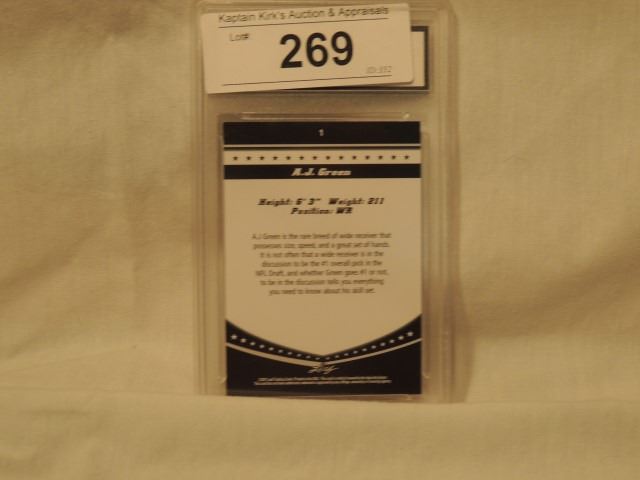 Kaptain Kirk's Auction & Appraisals
Lot#
269
1
A.J. Green
Height: 6' 3" Weight: 211
Position: WR
A.J Green is the rare breed of wide receiver that
possesses size, speed, and a great set of hands.
It is not often that a wide receiver is in the
discussion to be the #1 overall pick in the
NFL Draft, and whether Green goes #1 or not,
to be in the discussion tells you everything
you need to know about his skill set.
Leaf